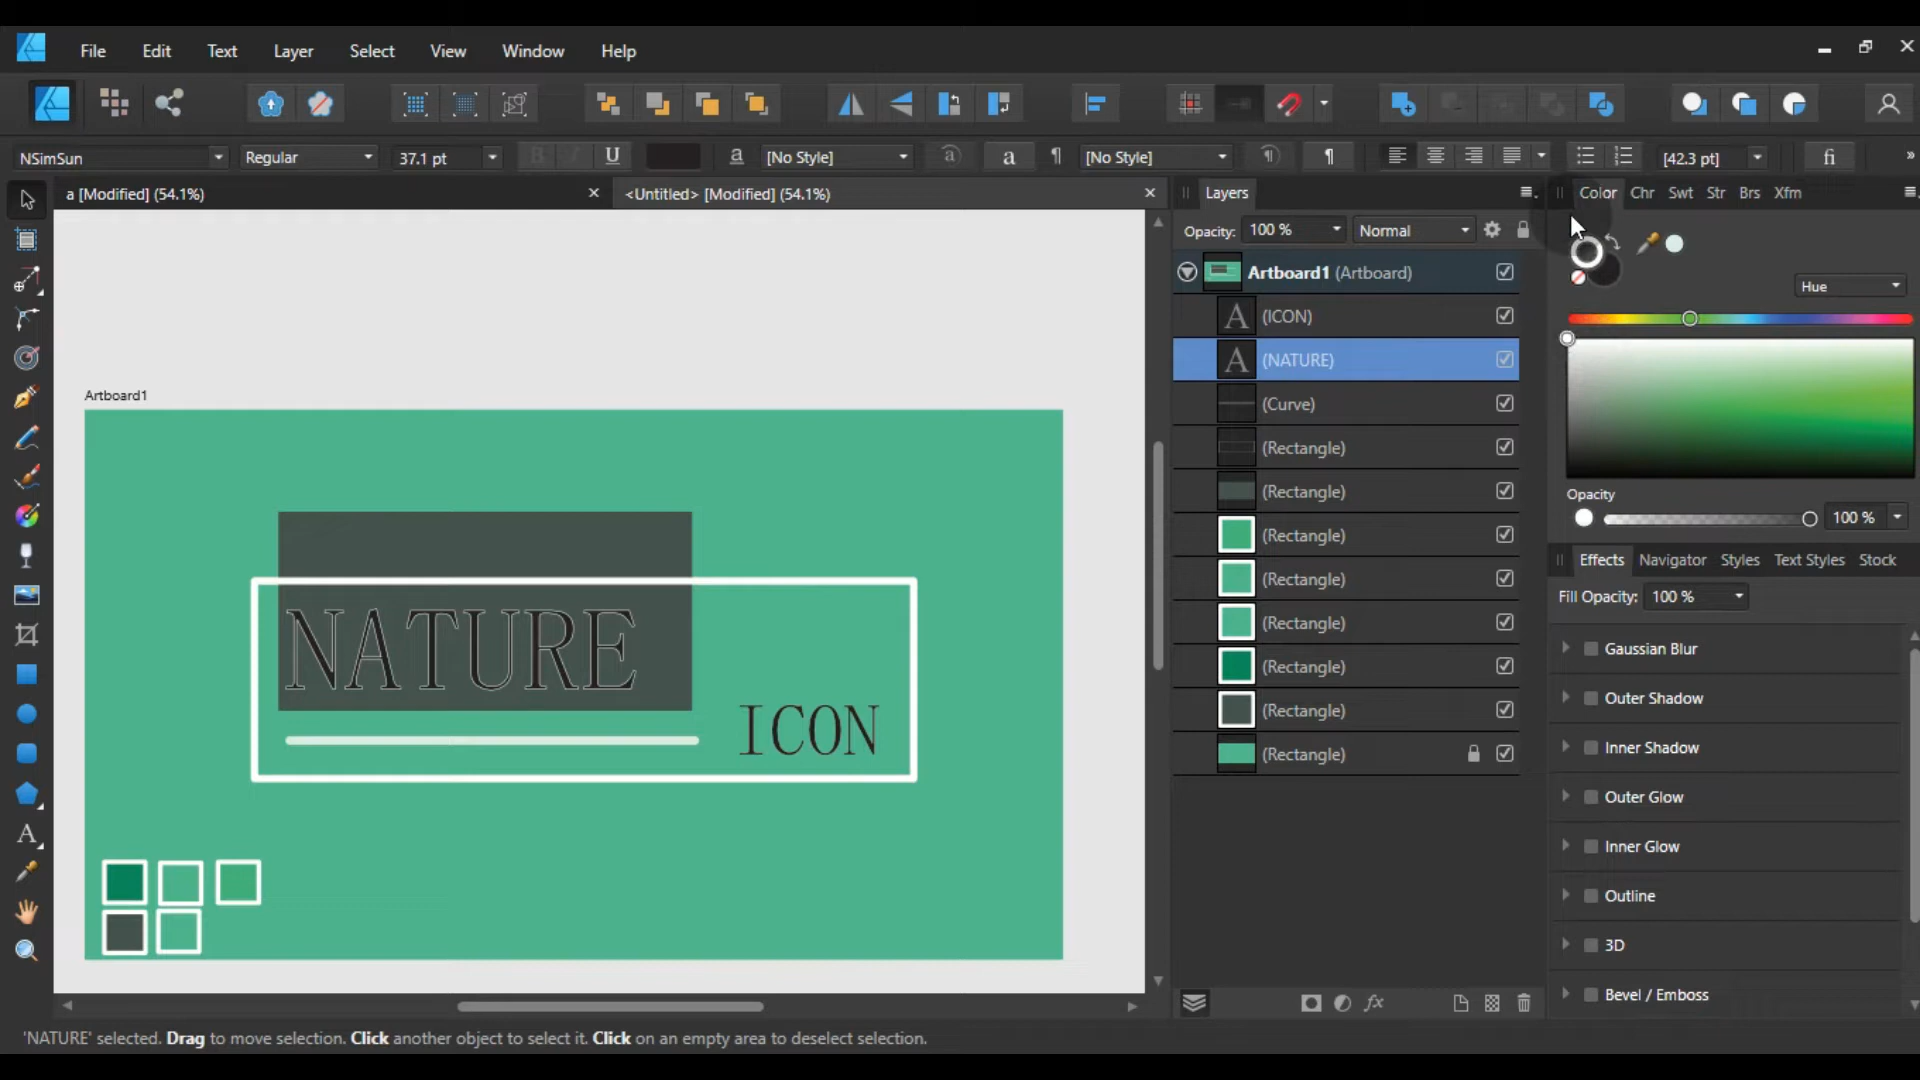 File Edit Text Layer Select View Window Help
NSimSun Regular 37.1 pt B I U a [No Style] a a ¶ [No Style] ¶ ¶ [42.3 pt] fi »
a [Modified] (54.1%) <Untitled> [Modified] (54.1%) Layers Color Chr Swt Str Brs Xfm
Opacity: 100 % Normal
Artboard1 (Artboard)
Hue
A (ICON)
A (NATURE)
Artboard1
(Curve)
(Rectangle)
(Rectangle)
Opacity
100 %
(Rectangle)
Effects Navigator Styles Text Styles Stock
(Rectangle)
Fill Opacity: 100 %
(Rectangle)
Gaussian Blur
NATURE
(Rectangle)
Outer Shadow
(Rectangle)
ICON
Inner Shadow
(Rectangle)
Outer Glow
A
Inner Glow
Outline
3D
Bevel / Emboss
fx
'NATURE' selected. Drag to move selection. Click another object to select it. Click on an empty area to deselect selection.